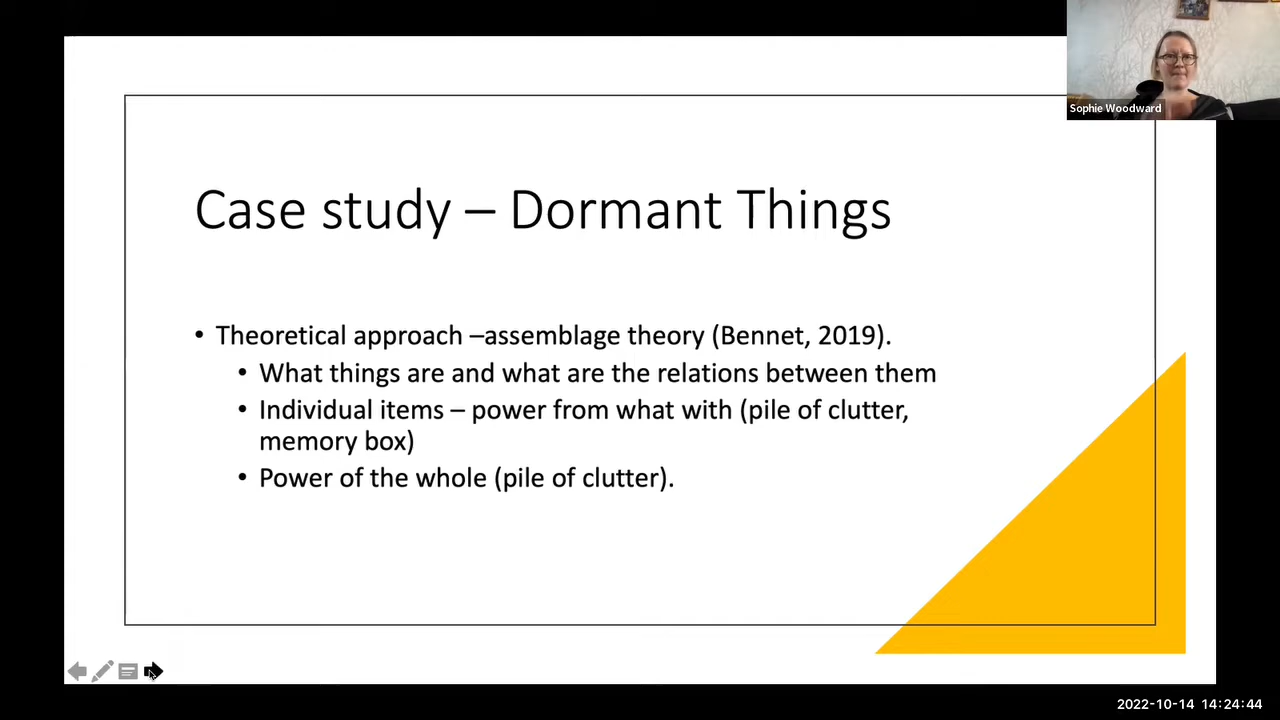 Sophie Woodward
Case study – Dormant Things
• Theoretical approach –assemblage theory (Bennet, 2019).
• What things are and what are the relations between them
• Individual items – power from what with (pile of clutter,
memory box)
• Power of the whole (pile of clutter).
2022-10-14 14:24:44